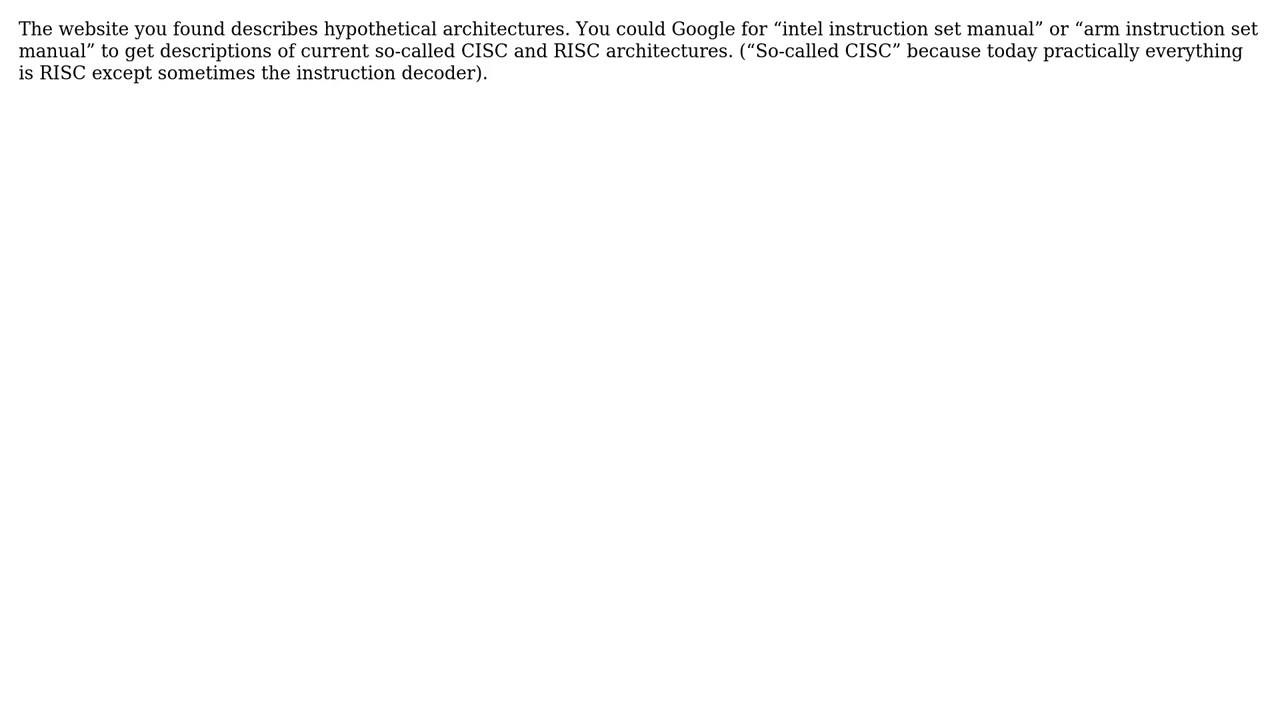 The website you found describes hypothetical architectures. You could Google for “intel instruction set manual” or “arm instruction set
manual” to get descriptions of current so-called CISC and RISC architectures. (“So-called CISC” because today practically everything
is RISC except sometimes the instruction decoder).